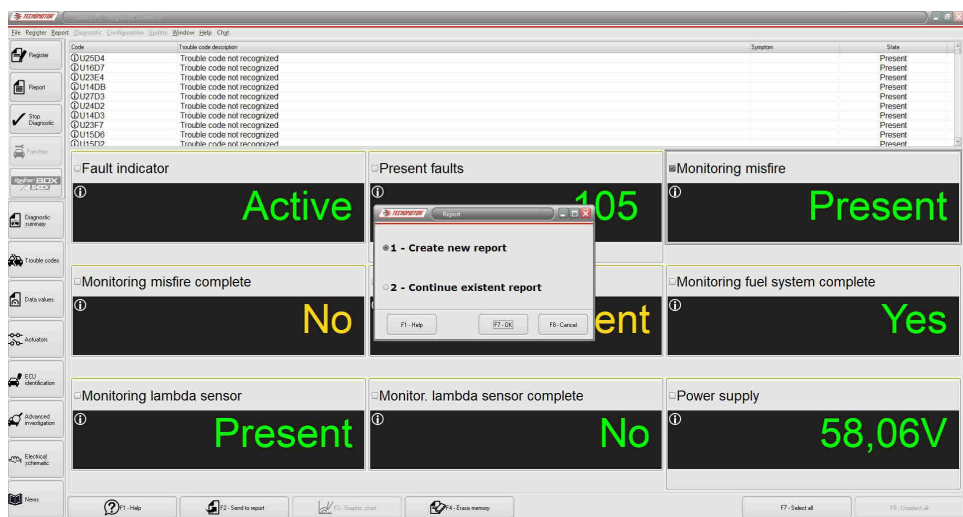 TECNOMOTOR
File Register Report Diagnostic Configuration Update Window Help Chat
Register
Report
Stop Diagnostic
Function
Diagnostic summary
Trouble codes
Data values
Actuators
ECU identification
Advanced investigation
Electrical schematic
News
Code Trouble code description Symptom State
U25D4 Trouble code not recognized Present
U16D7 Trouble code not recognized Present
U23E4 Trouble code not recognized Present
U14DB Trouble code not recognized Present
U27D3 Trouble code not recognized Present
U24D2 Trouble code not recognized Present
U14D3 Trouble code not recognized Present
U23F7 Trouble code not recognized Present
U15D6 Trouble code not recognized Present
U15D2 Trouble code not recognized Present
Fault indicator
Active
Present faults
105
Monitoring misfire
Present
TECNOMOTOR Report
1 - Create new report
2 - Continue existent report
F1 - Help F7 - OK F8 - Cancel
Monitoring misfire complete
No
ent
Monitoring fuel system complete
Yes
Monitoring lambda sensor
Present
Monitor. lambda sensor complete
No
Power supply
58,06V
F1 - Help F2 - Send to report F3 - Graphic chart F4 - Erase memory F7 - Select all F8 - Unselect all